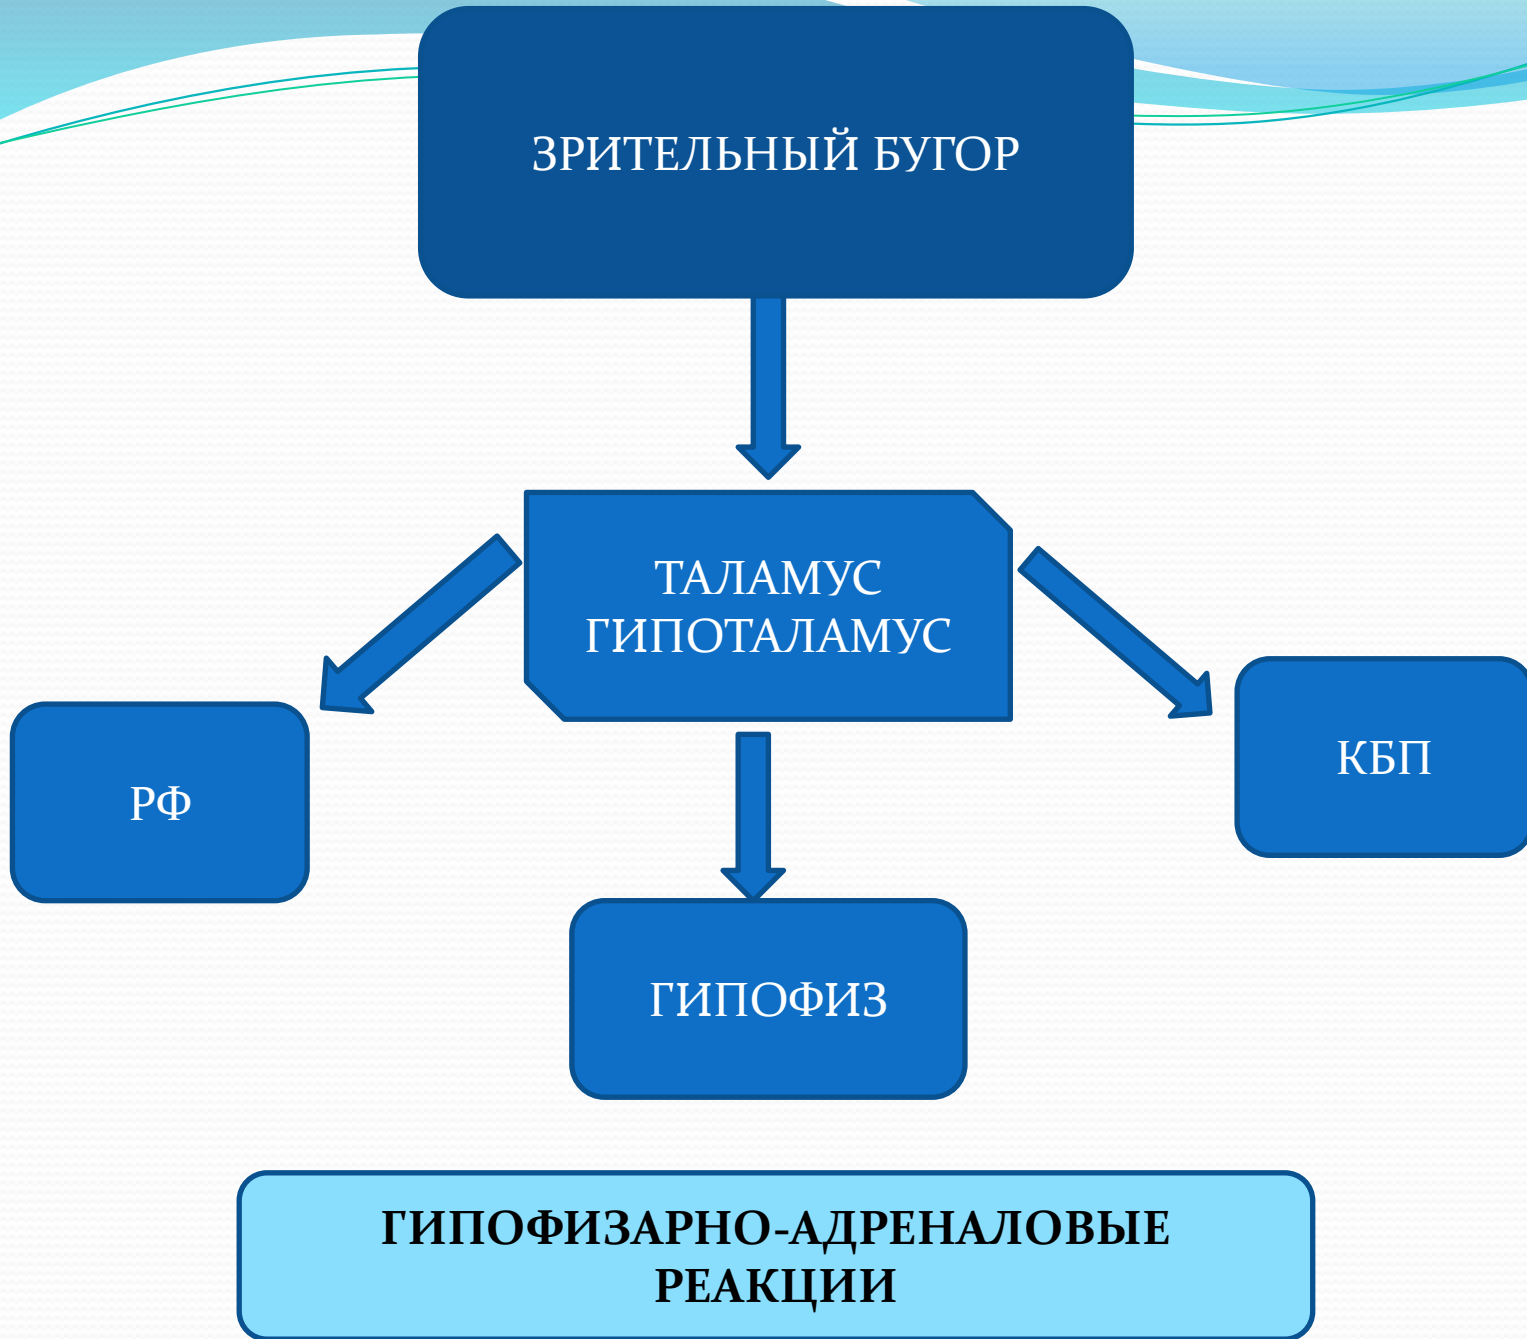 ЗРИТЕЛЬНЫЙ БУГОР
ТАЛАМУС
ГИПОТАЛАМУС
РФ
КБП
ГИПОФИЗ
ГИПОФИЗАРНО-АДРЕНАЛОВЫЕ
РЕАКЦИИ